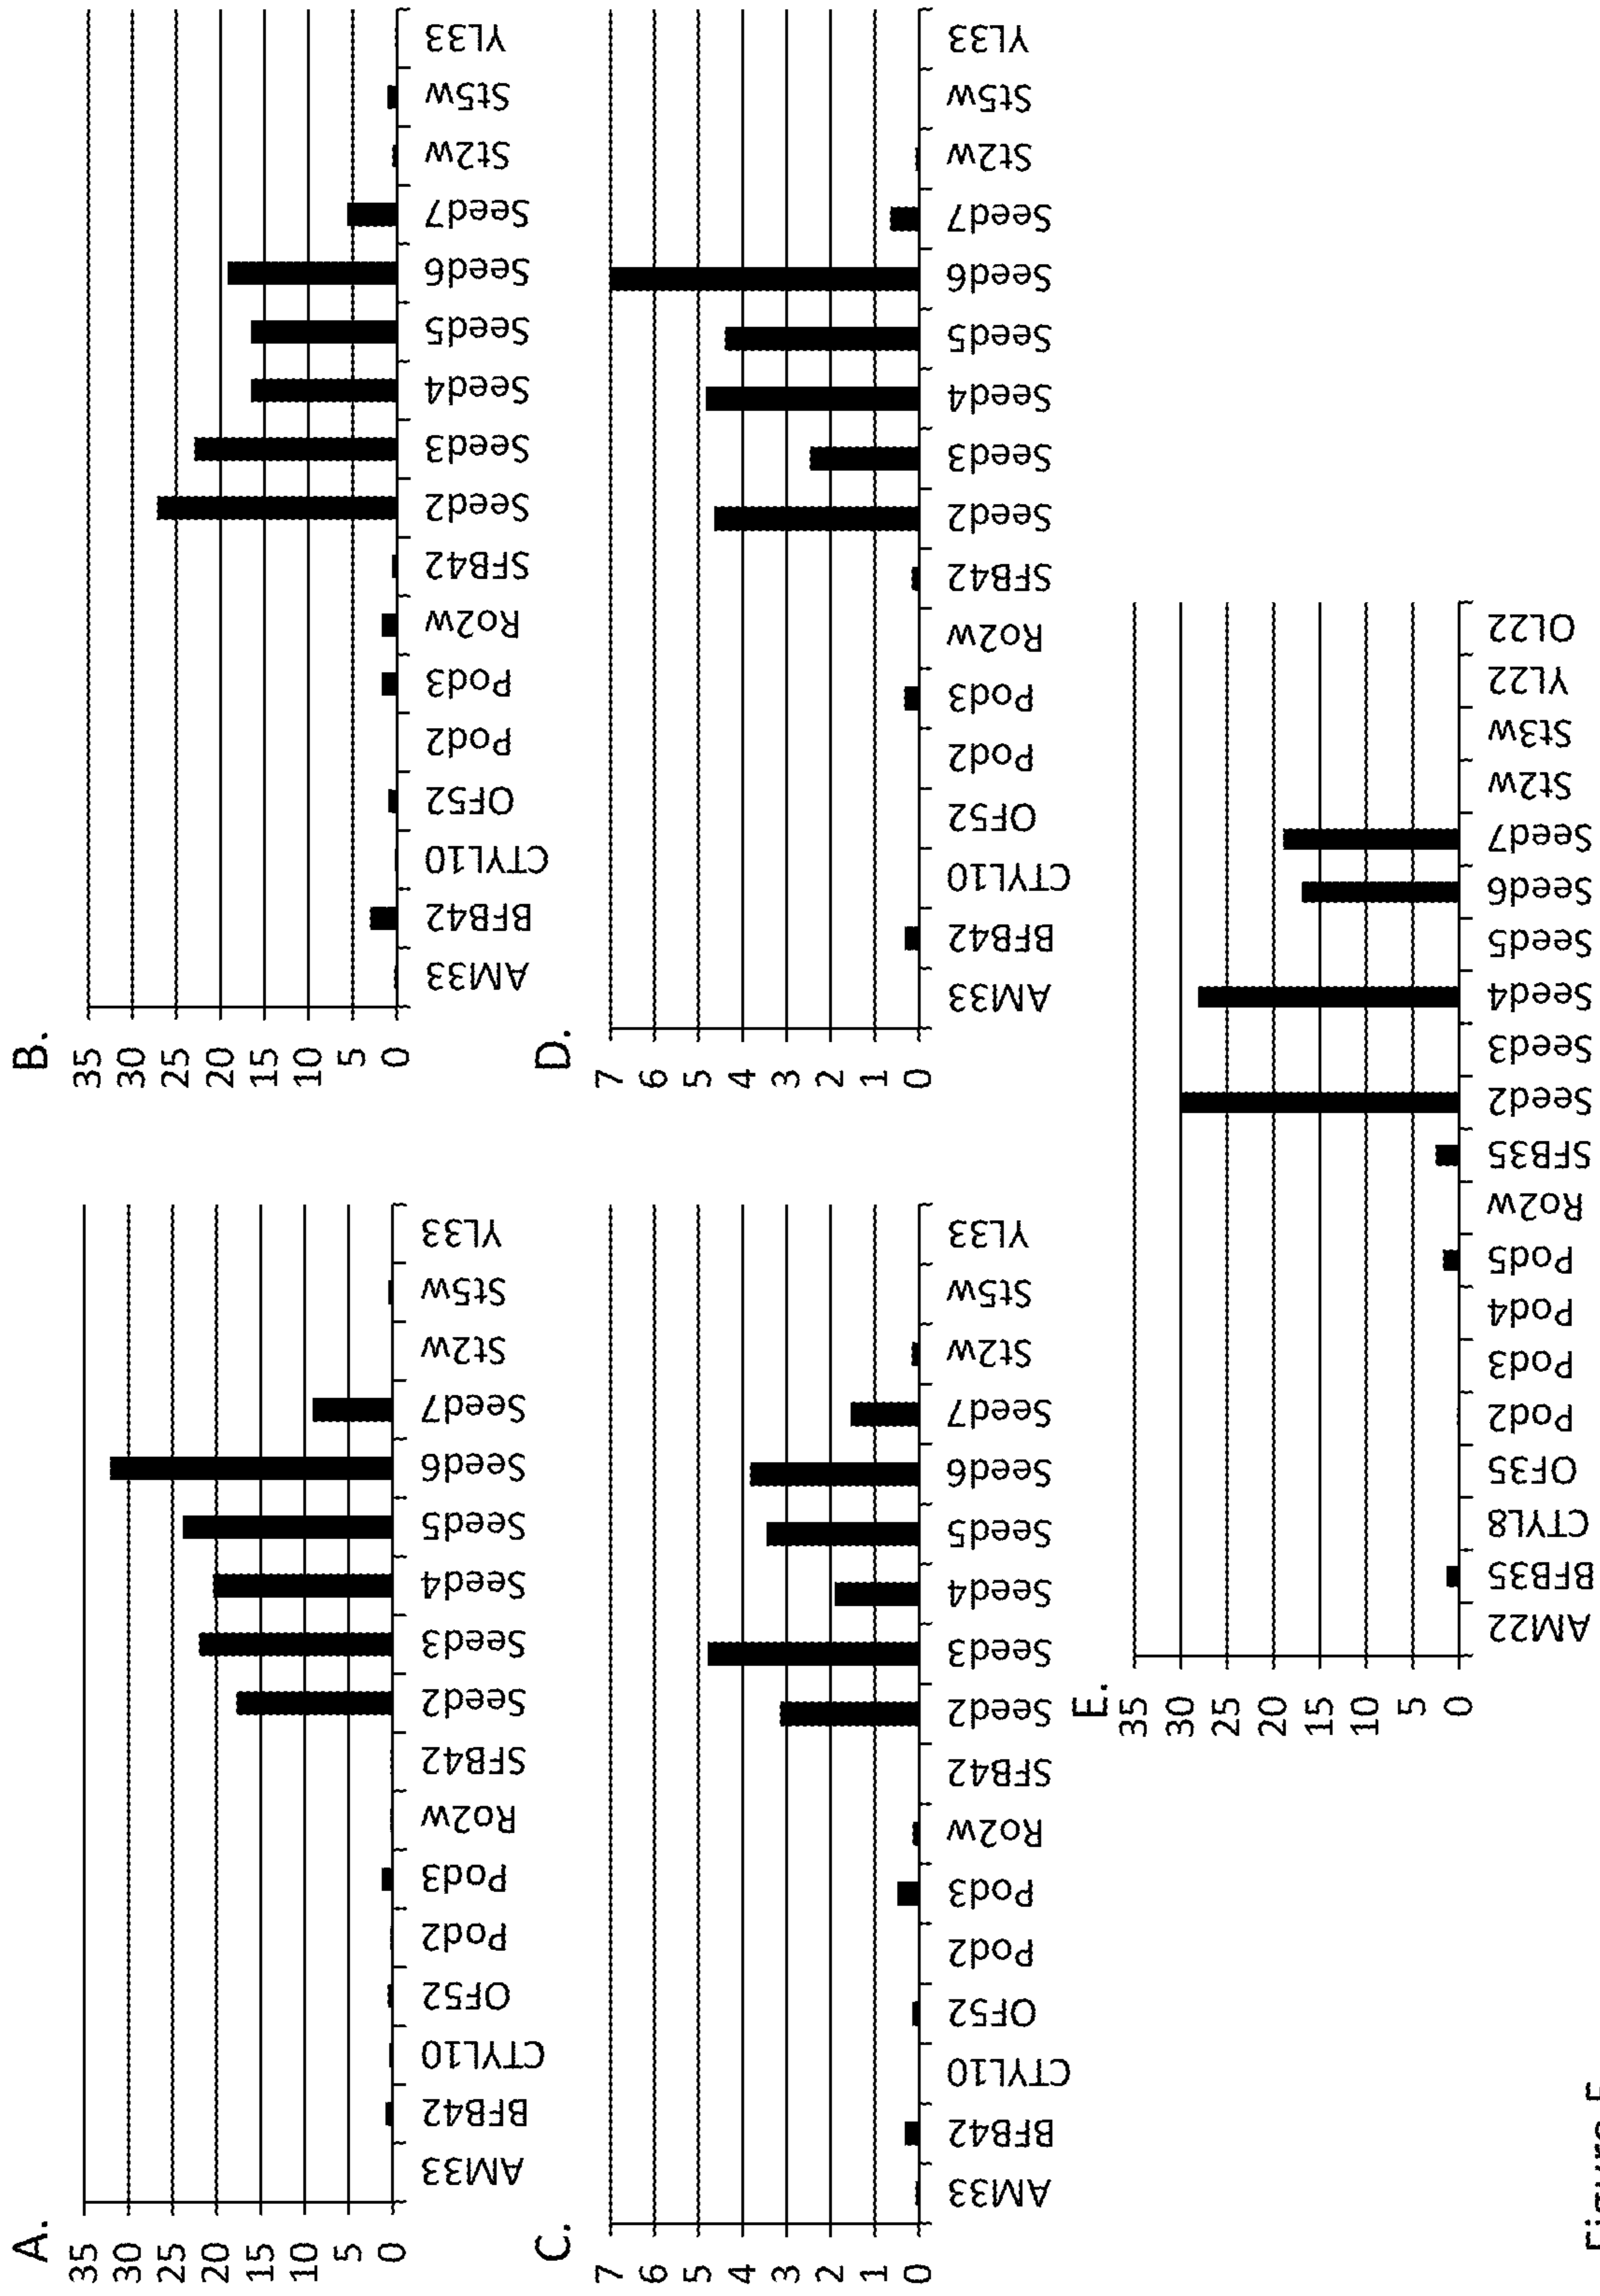 A.
35
30
25
20
15
10
5
0
AM33
BFB42
CTYL10
OF52
Pod2
Pod3
Ro2w
SFB42
Seed2
Seed3
Seed4
Seed5
Seed6
Seed7
St2w
St5w
YL33
B.
35
30
25
20
15
10
5
0
AM33
BFB42
CTYL10
OF52
Pod2
Pod3
Ro2w
SFB42
Seed2
Seed3
Seed4
Seed5
Seed6
Seed7
St2w
St5w
YL33
C.
7
6
5
4
3
2
1
0
AM33
BFB42
CTYL10
OF52
Pod2
Pod3
Ro2w
SFB42
Seed2
Seed3
Seed4
Seed5
Seed6
Seed7
St2w
St5w
YL33
D.
7
6
5
4
3
2
1
0
AM33
BFB42
CTYL10
OF52
Pod2
Pod3
Ro2w
SFB42
Seed2
Seed3
Seed4
Seed5
Seed6
Seed7
St2w
St5w
YL33
E.
35
30
25
20
15
10
5
0
AM22
BFB35
CTYL8
OF35
Pod2
Pod3
Pod4
Pod5
Ro2w
SFB35
Seed2
Seed3
Seed4
Seed5
Seed6
Seed7
St2w
St3w
YL22
OL22
Figure